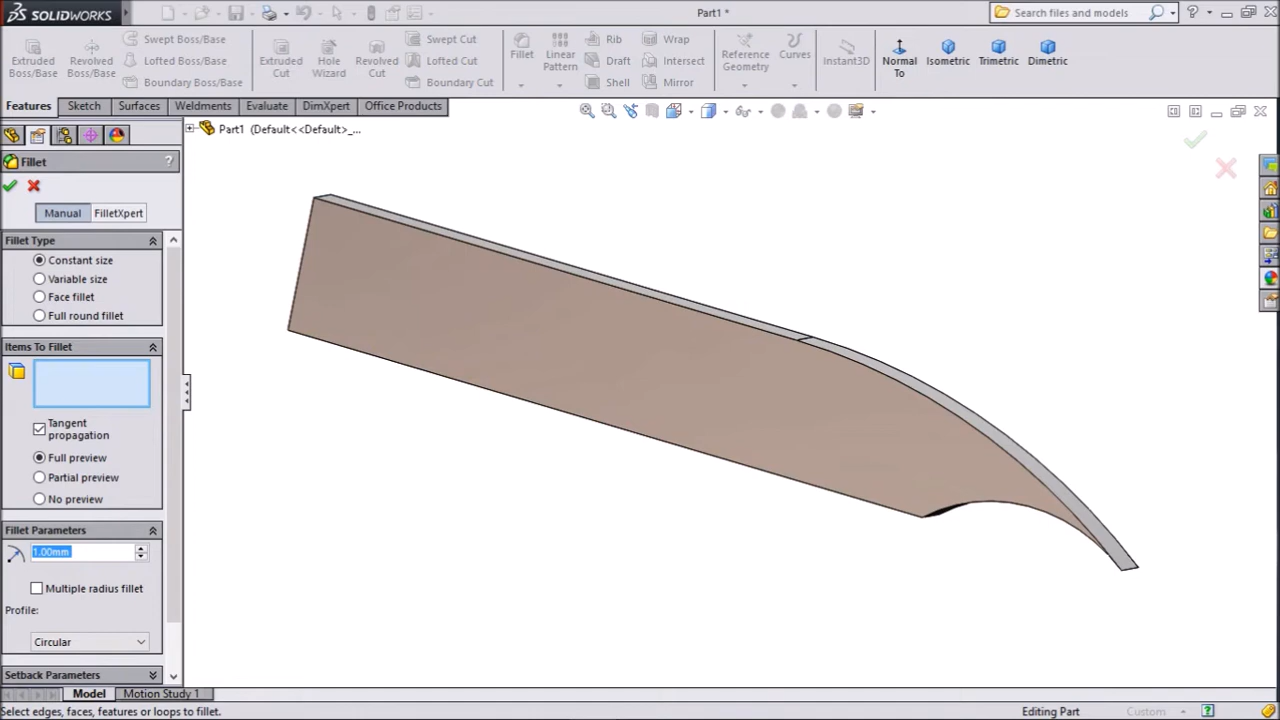 SOLIDWORKS
Part1 *
Search files and models
Extruded Boss/Base
Revolved Boss/Base
Swept Boss/Base
Lofted Boss/Base
Boundary Boss/Base
Extruded Cut
Hole Wizard
Revolved Cut
Swept Cut
Lofted Cut
Boundary Cut
Fillet
Linear Pattern
Rib
Draft
Shell
Wrap
Intersect
Mirror
Reference Geometry
Curves
Instant3D
Normal To
Isometric
Trimetric
Dimetric
Features
Sketch
Surfaces
Weldments
Evaluate
DimXpert
Office Products
Part1 (Default<<Default>_...
Fillet
?
Manual
FilletXpert
Fillet Type
Constant size
Variable size
Face fillet
Full round fillet
Items To Fillet
Tangent
propagation
Full preview
Partial preview
No preview
Fillet Parameters
1.00mm
Multiple radius fillet
Profile:
Circular
Setback Parameters
Model
Motion Study 1
Select edges, faces, features or loops to fillet.
Editing Part
Custom